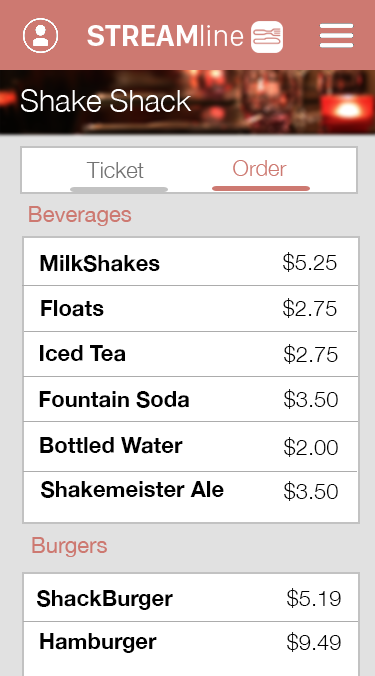 STREAMline
Shake Shack
Ticket Order
Beverages
MilkShakes $5.25
Floats $2.75
Iced Tea $2.75
Fountain Soda $3.50
Bottled Water $2.00
Shakemeister Ale $3.50
Burgers
ShackBurger $5.19
Hamburger $9.49